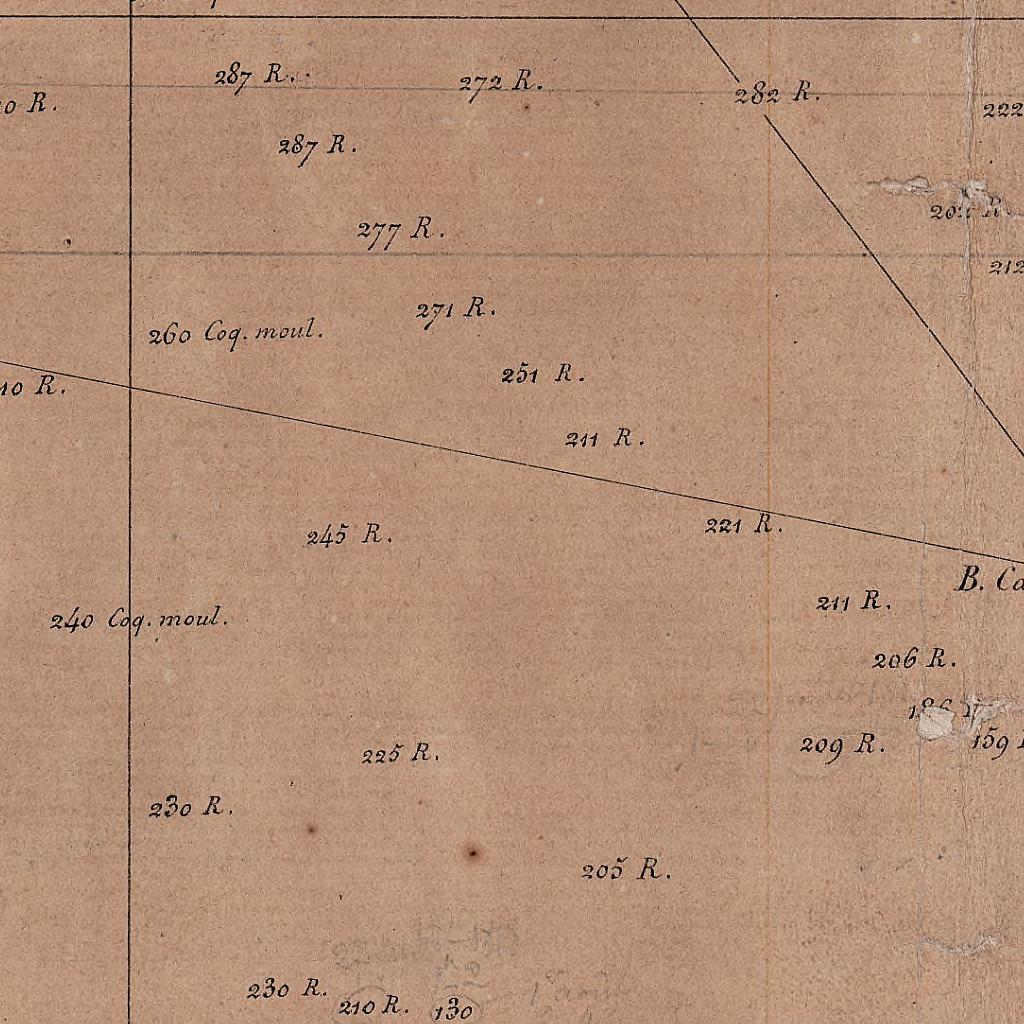 287 R.
272 R.
282 R.
0 R.
222
287 R.
277 R.
212
271 R.
260 Coq. moul.
251 R.
10 R.
211 R.
221 R.
245 R.
B. Ca
211 R.
240 Coq. moul.
206 R.
186
209 R.
159
225 R.
230 R.
205 R.
230 R.
210 R.
130